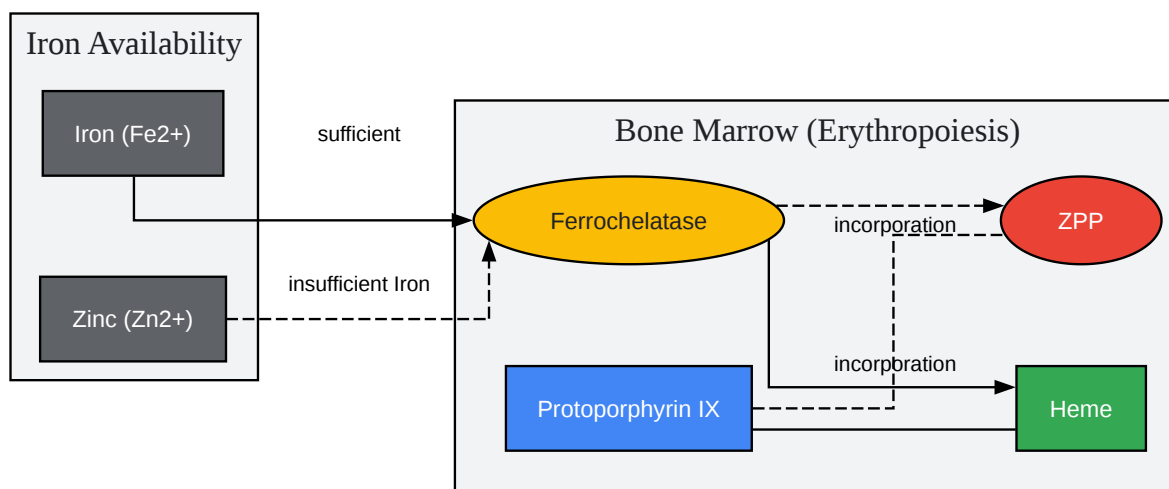 Iron Availability
Iron (Fe2+)
sufficient
Bone Marrow (Erythropoiesis)
Ferrochelatase
incorporation
ZPP
insufficient Iron
Zinc (Zn2+)
incorporation
Protoporphyrin IX
Heme